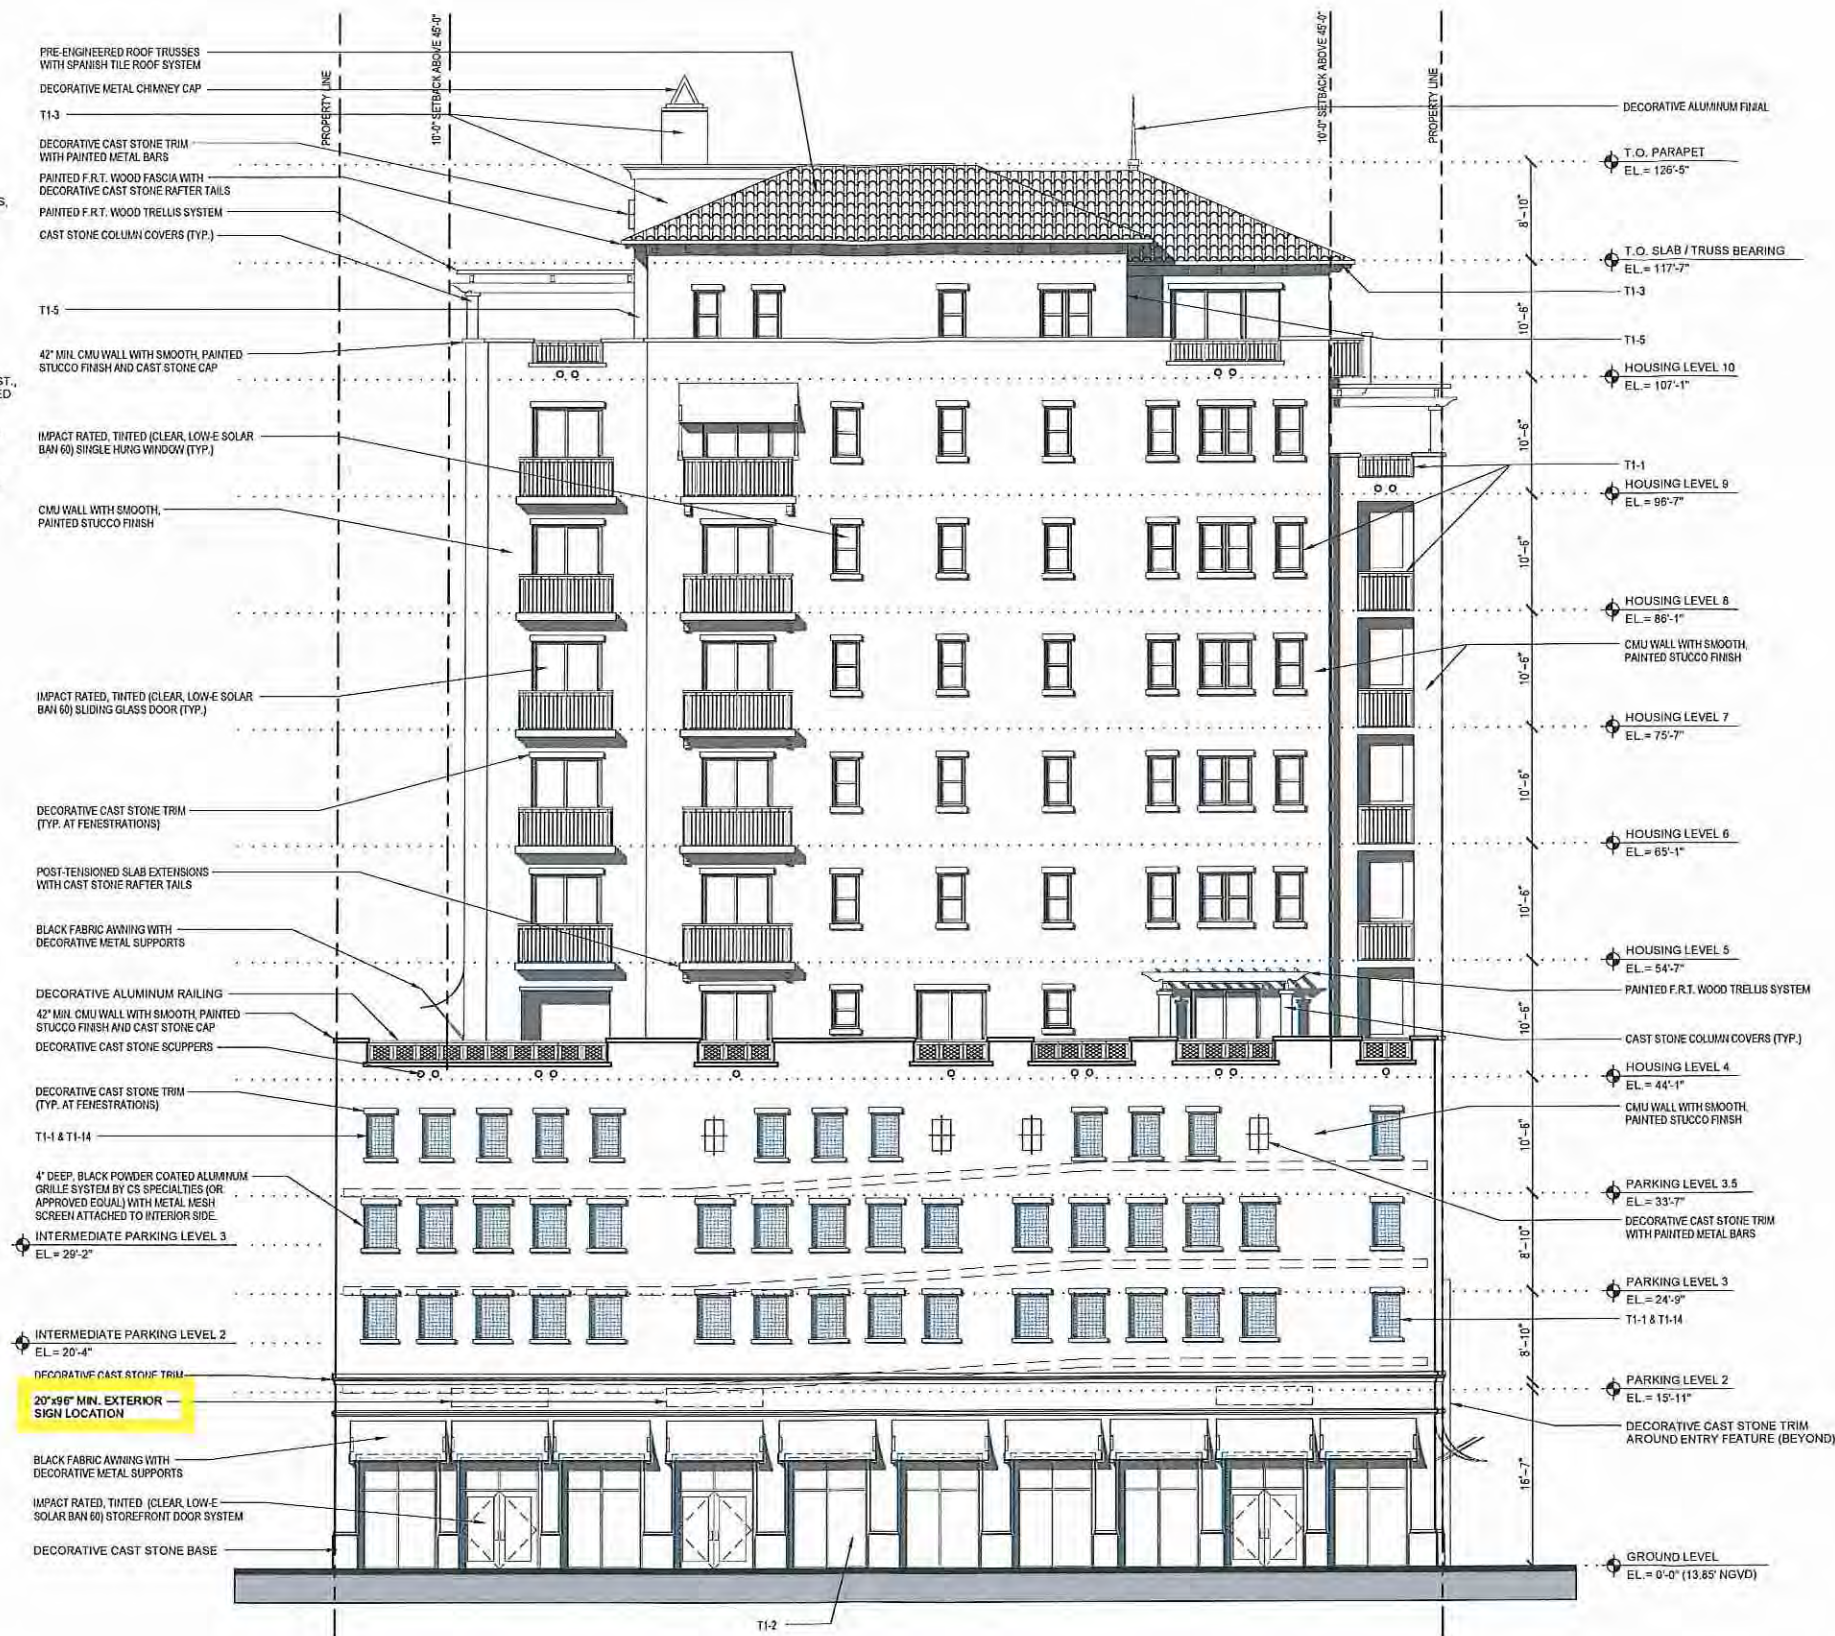 PROPERTY LINE
10'-0" SETBACK ABOVE 45'-0"
10'-0" SETBACK ABOVE 45'-0"
PROPERTY LINE
PRE-ENGINEERED ROOF TRUSSES
WITH SPANISH TILE ROOF SYSTEM
DECORATIVE METAL CHIMNEY CAP
T1-3
DECORATIVE CAST STONE TRIM
WITH PAINTED METAL BARS
PAINTED F.R.T. WOOD FASCIA WITH
DECORATIVE CAST STONE RAFTER TAILS
PAINTED F.R.T. WOOD TRELLIS SYSTEM
CAST STONE COLUMN COVERS (TYP.)
T1-5
42" MIN. CMU WALL WITH SMOOTH, PAINTED
STUCCO FINISH AND CAST STONE CAP
IMPACT RATED, TINTED (CLEAR, LOW-E SOLAR
BAN 60) SINGLE HUNG WINDOW (TYP.)
CMU WALL WITH SMOOTH,
PAINTED STUCCO FINISH
IMPACT RATED, TINTED (CLEAR, LOW-E SOLAR
BAN 60) SLIDING GLASS DOOR (TYP.)
DECORATIVE CAST STONE TRIM
(TYP. AT FENESTRATIONS)
POST-TENSIONED SLAB EXTENSIONS
WITH CAST STONE RAFTER TAILS
BLACK FABRIC AWNING WITH
DECORATIVE METAL SUPPORTS
DECORATIVE ALUMINUM RAILING
42" MIN. CMU WALL WITH SMOOTH, PAINTED
STUCCO FINISH AND CAST STONE CAP
DECORATIVE CAST STONE SCUPPERS
DECORATIVE CAST STONE TRIM
(TYP. AT FENESTRATIONS)
T1-1 & T1-14
4" DEEP, BLACK POWDER COATED ALUMINUM
GRILLE SYSTEM BY CS SPECIALTIES (OR
APPROVED EQUAL) WITH METAL MESH
SCREEN ATTACHED TO INTERIOR SIDE.
INTERMEDIATE PARKING LEVEL 3
EL.= 29'-2"
INTERMEDIATE PARKING LEVEL 2
EL.= 20'-4"
DECORATIVE CAST STONE TRIM
20"x96" MIN. EXTERIOR
SIGN LOCATION
BLACK FABRIC AWNING WITH
DECORATIVE METAL SUPPORTS
IMPACT RATED, TINTED (CLEAR, LOW-E
SOLAR BAN 60) STOREFRONT DOOR SYSTEM
DECORATIVE CAST STONE BASE
T1-2
S,
ST.,
ED
DECORATIVE ALUMINUM FINIAL
T.O. PARAPET
EL.= 126'-5"
8'-10"
T.O. SLAB / TRUSS BEARING
EL.= 117'-7"
T1-3
10'-6"
T1-5
HOUSING LEVEL 10
EL.= 107'-1"
10'-6"
T1-1
HOUSING LEVEL 9
EL.= 96'-7"
10'-6"
HOUSING LEVEL 8
EL.= 86'-1"
CMU WALL WITH SMOOTH,
PAINTED STUCCO FINISH
10'-6"
HOUSING LEVEL 7
EL.= 75'-7"
10'-6"
HOUSING LEVEL 6
EL.= 65'-1"
10'-6"
HOUSING LEVEL 5
EL.= 54'-7"
PAINTED F.R.T. WOOD TRELLIS SYSTEM
10'-6"
CAST STONE COLUMN COVERS (TYP.)
HOUSING LEVEL 4
EL.= 44'-1"
CMU WALL WITH SMOOTH,
PAINTED STUCCO FINISH
10'-6"
PARKING LEVEL 3.5
EL.= 33'-7"
DECORATIVE CAST STONE TRIM
WITH PAINTED METAL BARS
8'-10"
PARKING LEVEL 3
EL.= 24'-9"
T1-1 & T1-14
8'-10"
PARKING LEVEL 2
EL.= 15'-11"
DECORATIVE CAST STONE TRIM
AROUND ENTRY FEATURE (BEYOND)
16'-7"
GROUND LEVEL
EL.= 0'-0" (13.85' NGVD)